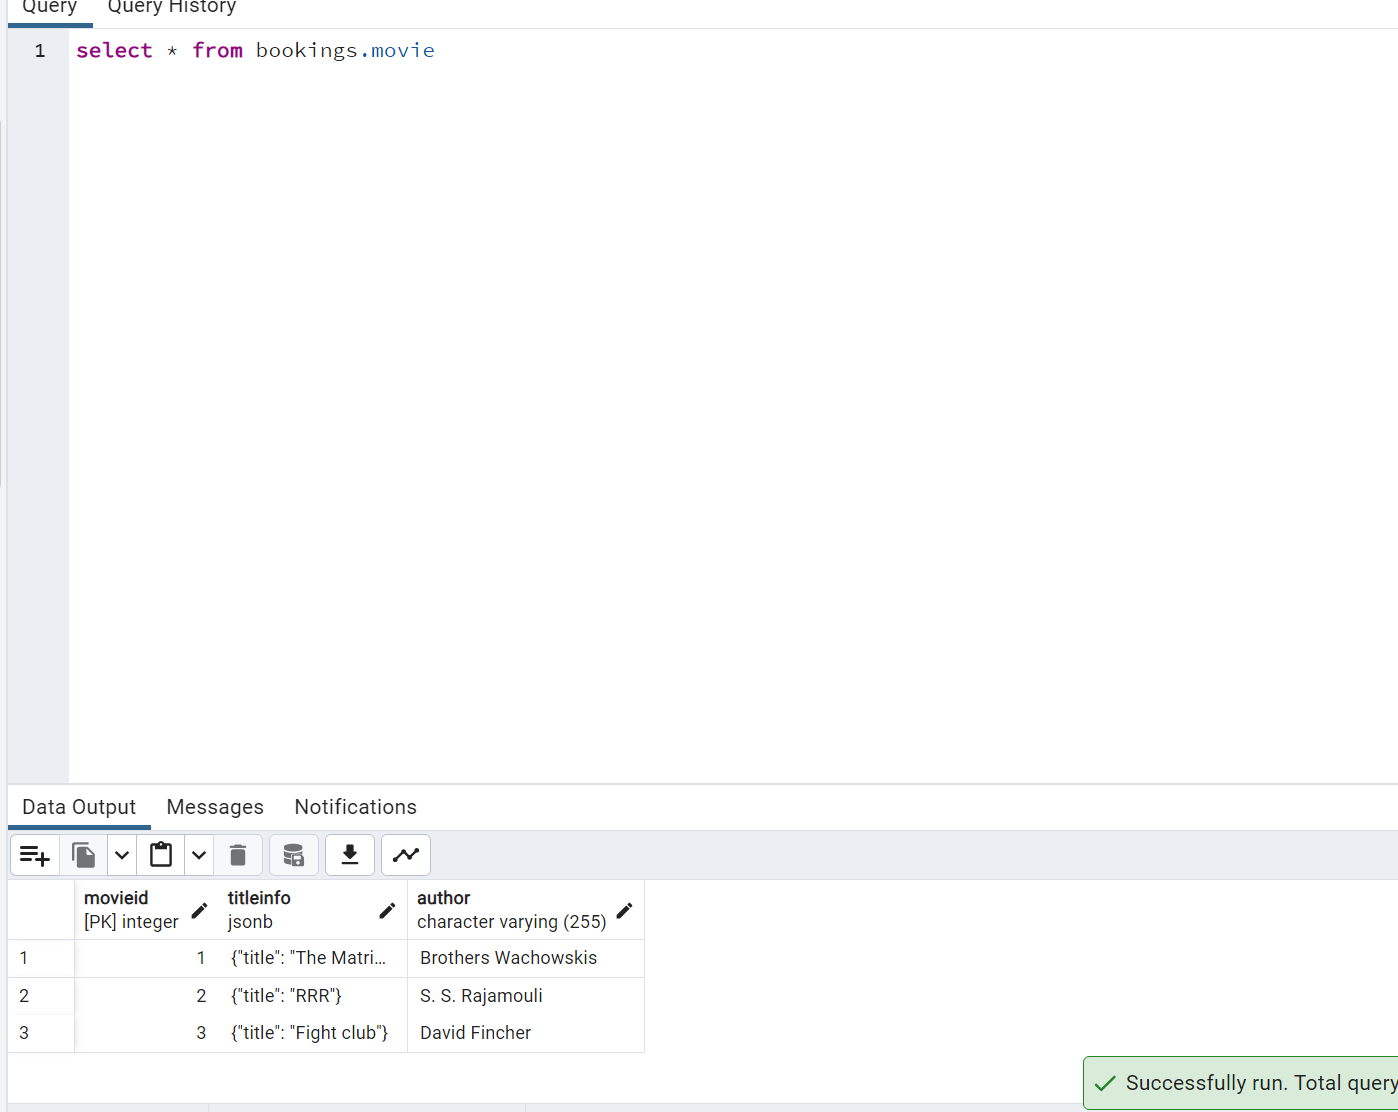 Query Query History
1 select * from bookings.movie
Data Output Messages Notifications
movieid titleinfo author
[PK] integer jsonb character varying (255)
1 1 {"title": "The Matri... Brothers Wachowskis
2 2 {"title": "RRR"} S. S. Rajamouli
3 3 {"title": "Fight club"} David Fincher
Successfully run. Total query